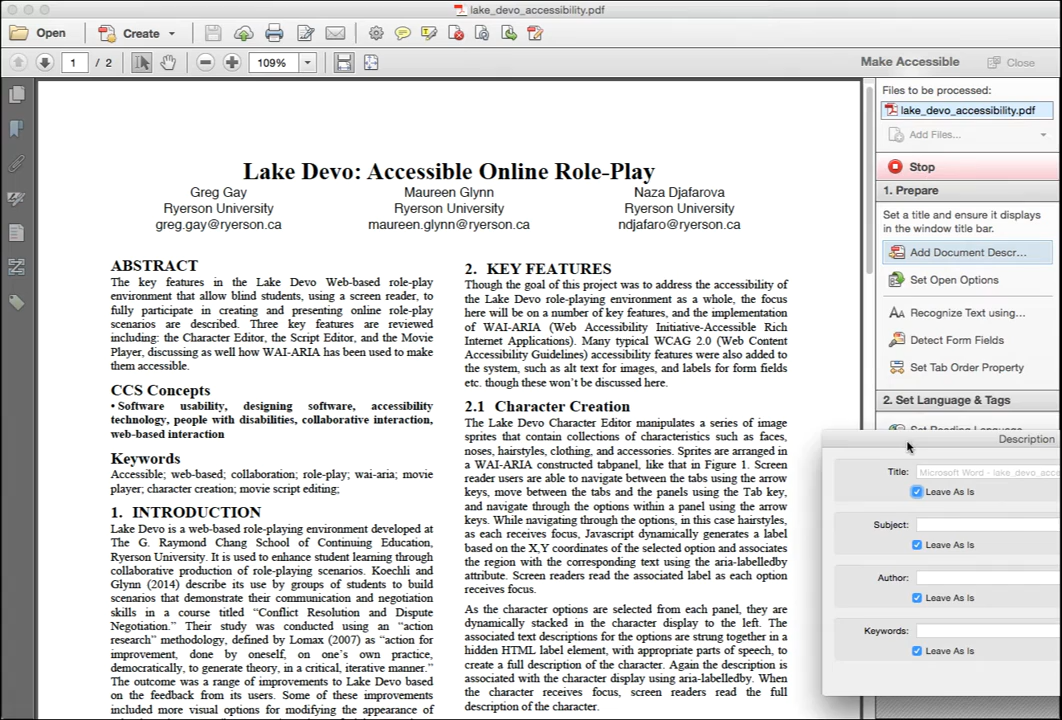 lake_devo_accessibility.pdf
Open
Create
1 / 2
109%
Make Accessible
Close
Lake Devo: Accessible Online Role-Play
Greg Gay
Ryerson University
greg.gay@ryerson.ca
Maureen Glynn
Ryerson University
maureen.glynn@ryerson.ca
Naza Djafarova
Ryerson University
ndjafaro@ryerson.ca
ABSTRACT
The key features in the Lake Devo Web-based role-play
environment that allow blind students, using a screen reader, to
fully participate in creating and presenting online role-play
scenarios are described. Three key features are reviewed
including: the Character Editor, the Script Editor, and the Movie
Player, discussing as well how WAI-ARIA has been used to make
them accessible.
CCS Concepts
• Software usability, designing software, accessibility
technology, people with disabilities, collaborative interaction,
web-based interaction
Keywords
Accessible; web-based; collaboration; role-play; wai-aria; movie
player; character creation; movie script editing;
1. INTRODUCTION
Lake Devo is a web-based role-playing environment developed at
The G. Raymond Chang School of Continuing Education,
Ryerson University. It is used to enhance student learning through
collaborative production of role-playing scenarios. Koechli and
Glynn (2014) describe its use by groups of students to build
scenarios that demonstrate their communication and negotiation
skills in a course titled “Conflict Resolution and Dispute
Negotiation.” Their study was conducted using an “action
research” methodology, defined by Lomax (2007) as “action for
improvement, done by oneself, on one’s own practice,
democratically, to generate theory, in a critical, iterative manner.”
The outcome was a range of improvements to Lake Devo based
on the feedback from its users. Some of these improvements
included more visual options for modifying the appearance of
2. KEY FEATURES
Though the goal of this project was to address the accessibility of
the Lake Devo role-playing environment as a whole, the focus
here will be on a number of key features, and the implementation
of WAI-ARIA (Web Accessibility Initiative-Accessible Rich
Internet Applications). Many typical WCAG 2.0 (Web Content
Accessibility Guidelines) accessibility features were also added to
the system, such as alt text for images, and labels for form fields
etc. though these won’t be discussed here.
2.1 Character Creation
The Lake Devo Character Editor manipulates a series of image
sprites that contain collections of characteristics such as faces,
noses, hairstyles, clothing, and accessories. Sprites are arranged in
a WAI-ARIA constructed tabpanel, like that in Figure 1. Screen
reader users are able to navigate between the tabs using the arrow
keys, move between the tabs and the panels using the Tab key,
and navigate through the options within a panel using the arrow
keys. While navigating through the options, in this case hairstyles,
as each receives focus, Javascript dynamically generates a label
based on the X,Y coordinates of the selected option and associates
the region with the corresponding text using the aria-labelledby
attribute. Screen readers read the associated label as each option
receives focus.
As the character options are selected from each panel, they are
dynamically stacked in the character display to the left. The
associated text descriptions for the options are strung together in a
hidden HTML label element, with appropriate parts of speech, to
create a full description of the character. Again the description is
associated with the character display using aria-labelledby. When
the character receives focus, screen readers read the full
description of the character.
Files to be processed:
lake_devo_accessibility.pdf
Add Files...
Stop
1. Prepare
Set a title and ensure it displays
in the window title bar.
Add Document Descr...
Set Open Options
Recognize Text using...
Detect Form Fields
Set Tab Order Property
2. Set Language & Tags
Set Reading Language
Description
Title: Microsoft Word - lake_devo_acce
Leave As Is
Subject:
Leave As Is
Author:
Leave As Is
Keywords:
Leave As Is